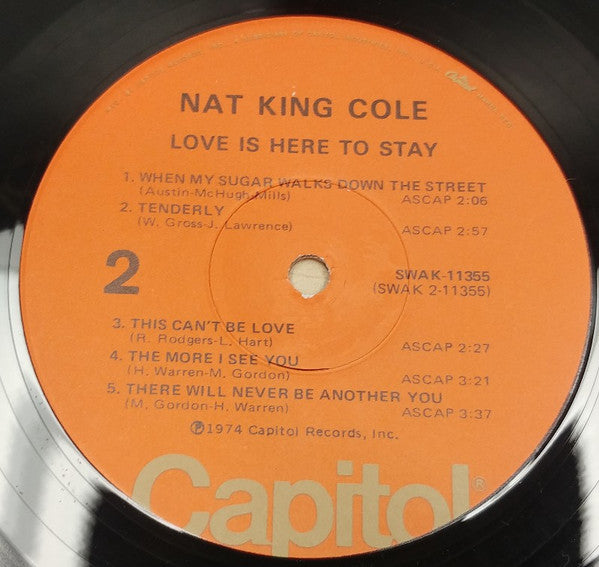 NAT KING COLE
LOVE IS HERE TO STAY
1. WHEN MY SUGAR WALKS DOWN THE STREET
(Austin-McHugh-Mills) ASCAP 2:06
2. TENDERLY
(W. Gross-J. Lawrence) ASCAP 2:57
2
SWAK-11355
(SWAK 2-11355)
3. THIS CAN'T BE LOVE
(R. Rodgers-L. Hart) ASCAP 2:27
4. THE MORE I SEE YOU
(H. Warren-M. Gordon) ASCAP 3:21
5. THERE WILL NEVER BE ANOTHER YOU
(M. Gordon-H. Warren) ASCAP 3:37
℗1974 Capitol Records, Inc.
Capitol®